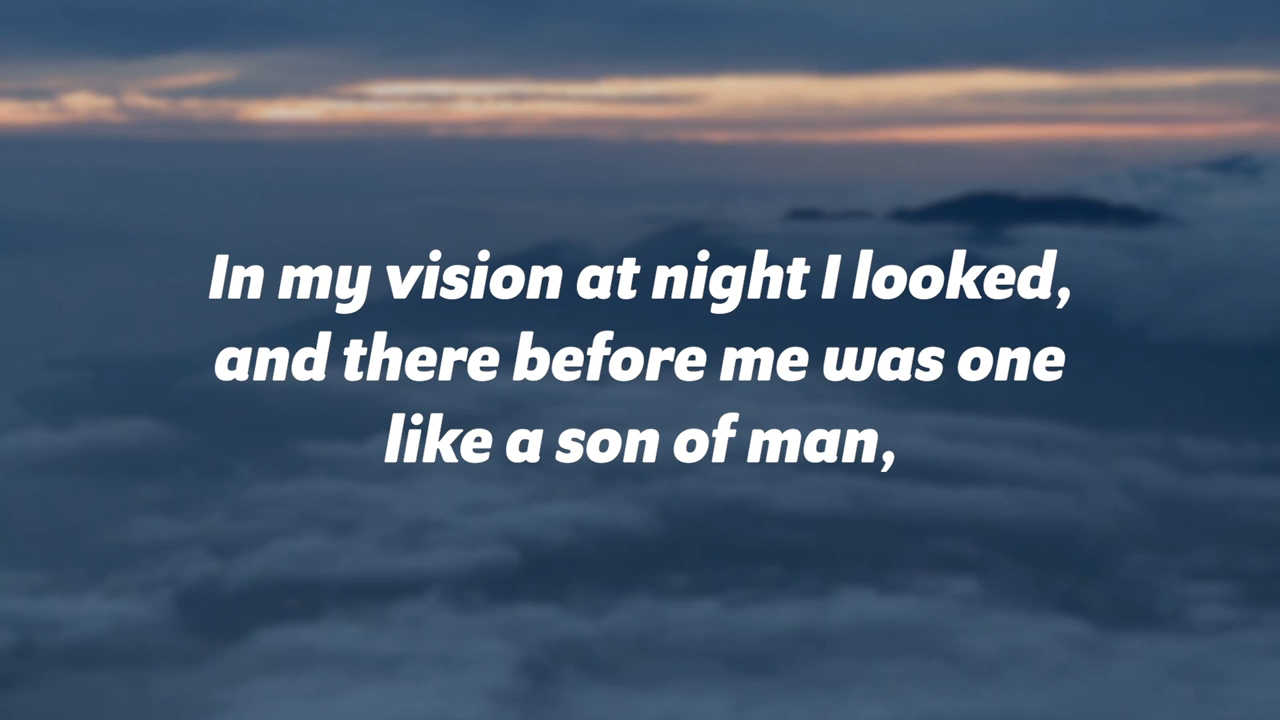 In my vision at night I looked,
and there before me was one
like a son of man,